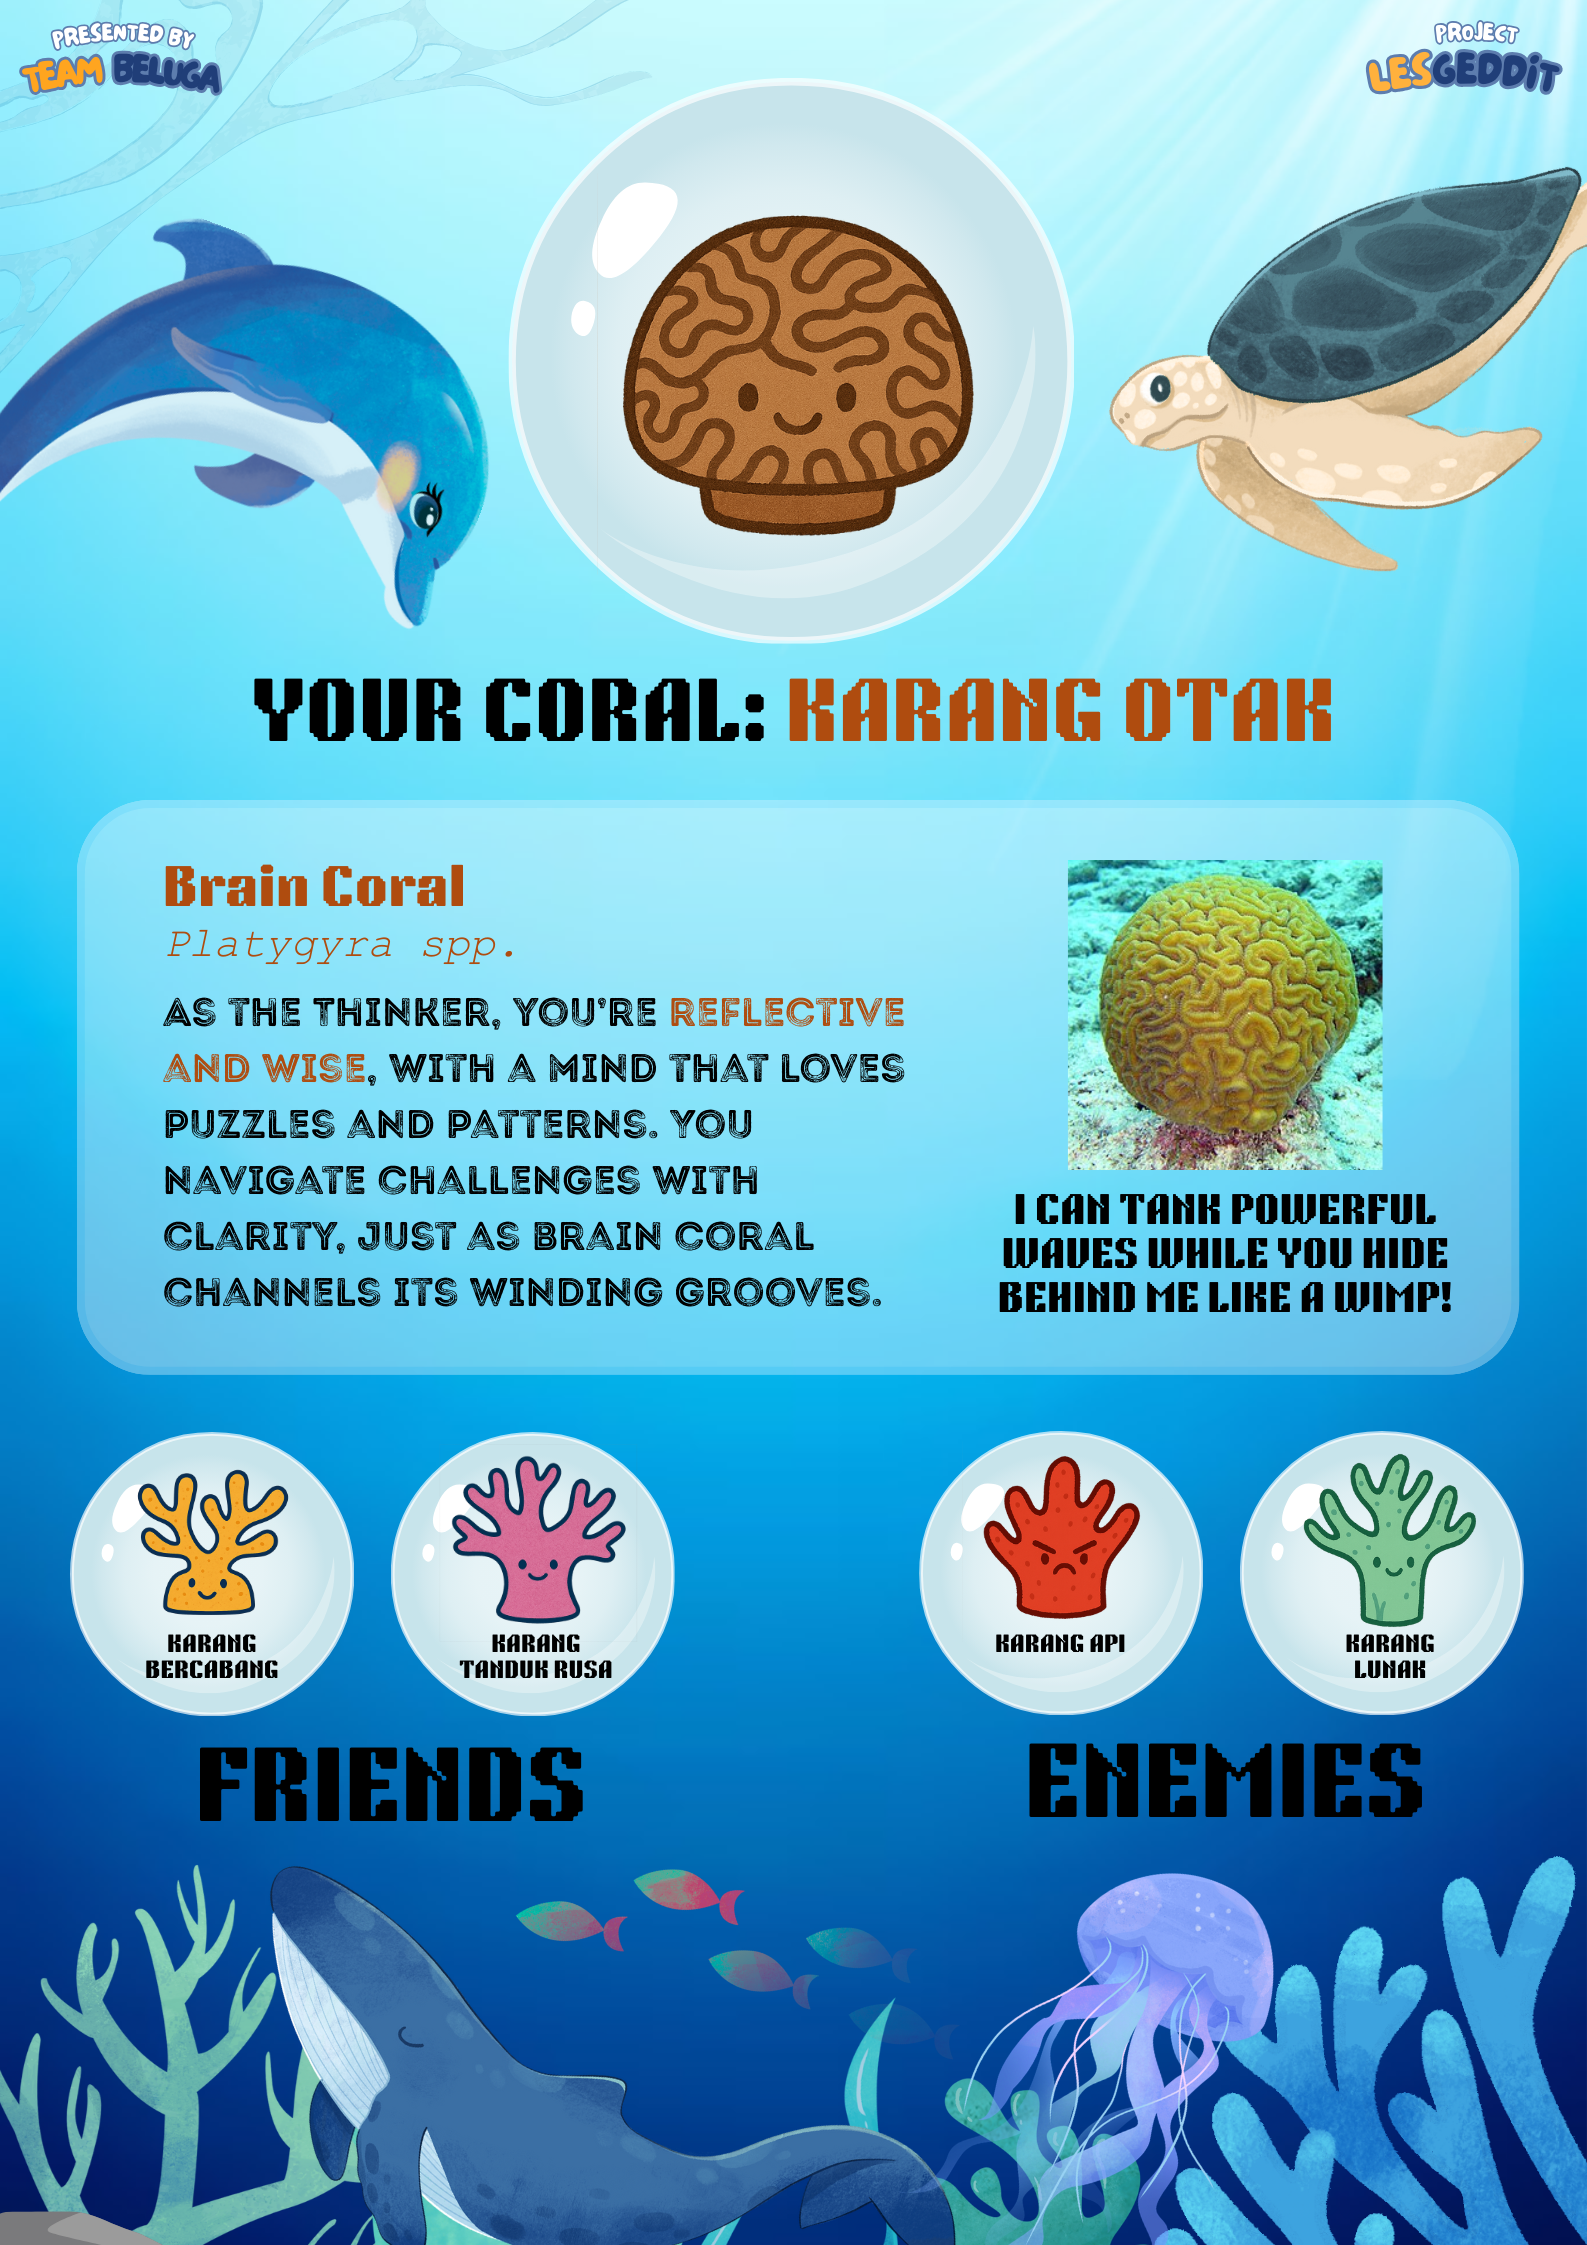 PRESENTED BY
TEAM BELUGA
PROJECT
LESGEDDiT
YOUR CORAL: KARANG OTAK
Brain Coral
Platygyra spp.
AS THE THINKER, YOU'RE REFLECTIVE
AND WISE, WITH A MIND THAT LOVES
PUZZLES AND PATTERNS. YOU
NAVIGATE CHALLENGES WITH
CLARITY, JUST AS BRAIN CORAL
CHANNELS ITS WINDING GROOVES.
I CAN TANK POWERFUL
WAVES WHILE YOU HIDE
BEHIND ME LIKE A WIMP!
KARANG
BERCABANG
KARANG
TANDUK RUSA
FRIENDS
KARANG API
KARANG
LUNAK
ENEMIES